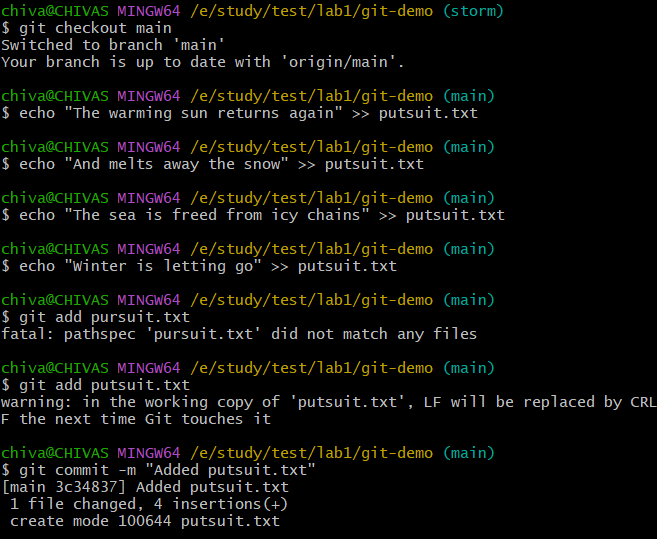 chiva@CHIVAS MINGW64 /e/study/test/lab1/git-demo (storm)
$ git checkout main
Switched to branch 'main'
Your branch is up to date with 'origin/main'.
chiva@CHIVAS MINGW64 /e/study/test/lab1/git-demo (main)
$ echo "The warming sun returns again" >> putsuit.txt
chiva@CHIVAS MINGW64 /e/study/test/lab1/git-demo (main)
$ echo "And melts away the snow" >> putsuit.txt
chiva@CHIVAS MINGW64 /e/study/test/lab1/git-demo (main)
$ echo "The sea is freed from icy chains" >> putsuit.txt
chiva@CHIVAS MINGW64 /e/study/test/lab1/git-demo (main)
$ echo "Winter is letting go" >> putsuit.txt
chiva@CHIVAS MINGW64 /e/study/test/lab1/git-demo (main)
$ git add pursuit.txt
fatal: pathspec 'pursuit.txt' did not match any files
chiva@CHIVAS MINGW64 /e/study/test/lab1/git-demo (main)
$ git add putsuit.txt
warning: in the working copy of 'putsuit.txt', LF will be replaced by CRL
F the next time Git touches it
chiva@CHIVAS MINGW64 /e/study/test/lab1/git-demo (main)
$ git commit -m "Added putsuit.txt"
[main 3c34837] Added putsuit.txt
 1 file changed, 4 insertions(+)
 create mode 100644 putsuit.txt